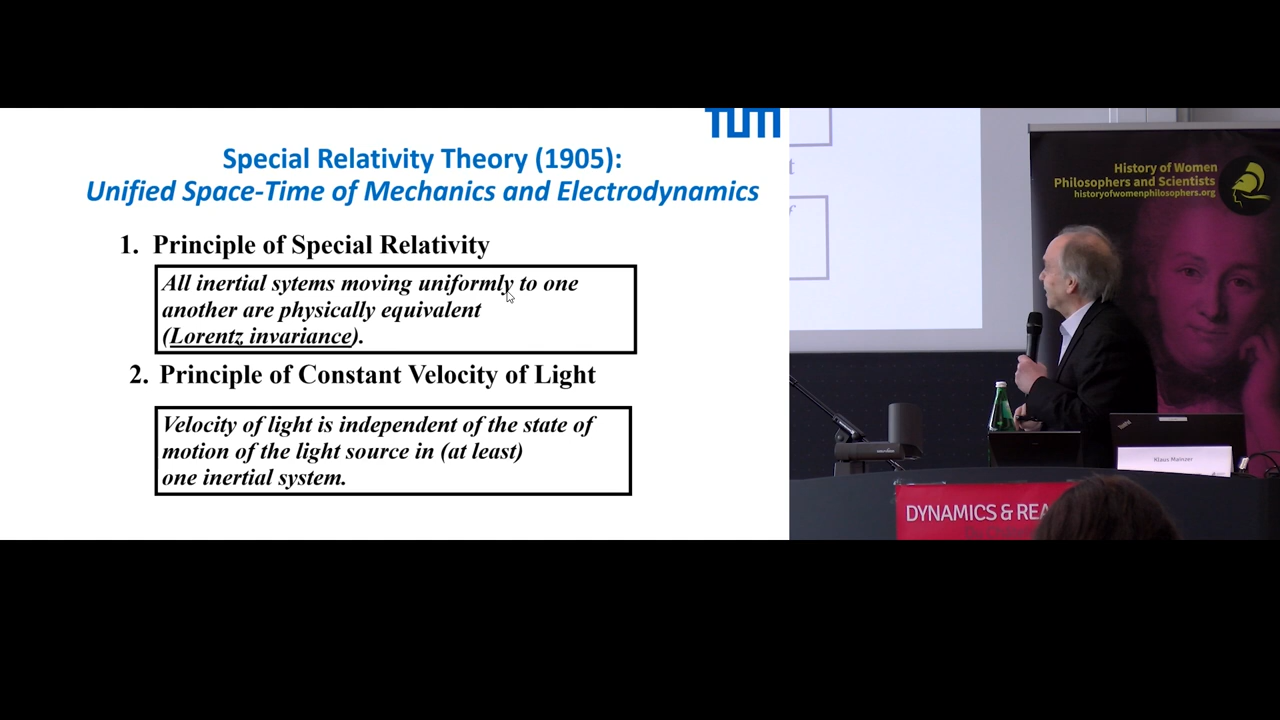 TUM
Special Relativity Theory (1905):
Unified Space-Time of Mechanics and Electrodynamics
1. Principle of Special Relativity
All inertial sytems moving uniformly to one
another are physically equivalent
(Lorentz invariance).
2. Principle of Constant Velocity of Light
Velocity of light is independent of the state of
motion of the light source in (at least)
one inertial system.
History of Women
Philosophers and Scientists
historyofwomenphilosophers.org
Klaus Mainzer
DYNAMICS & REA